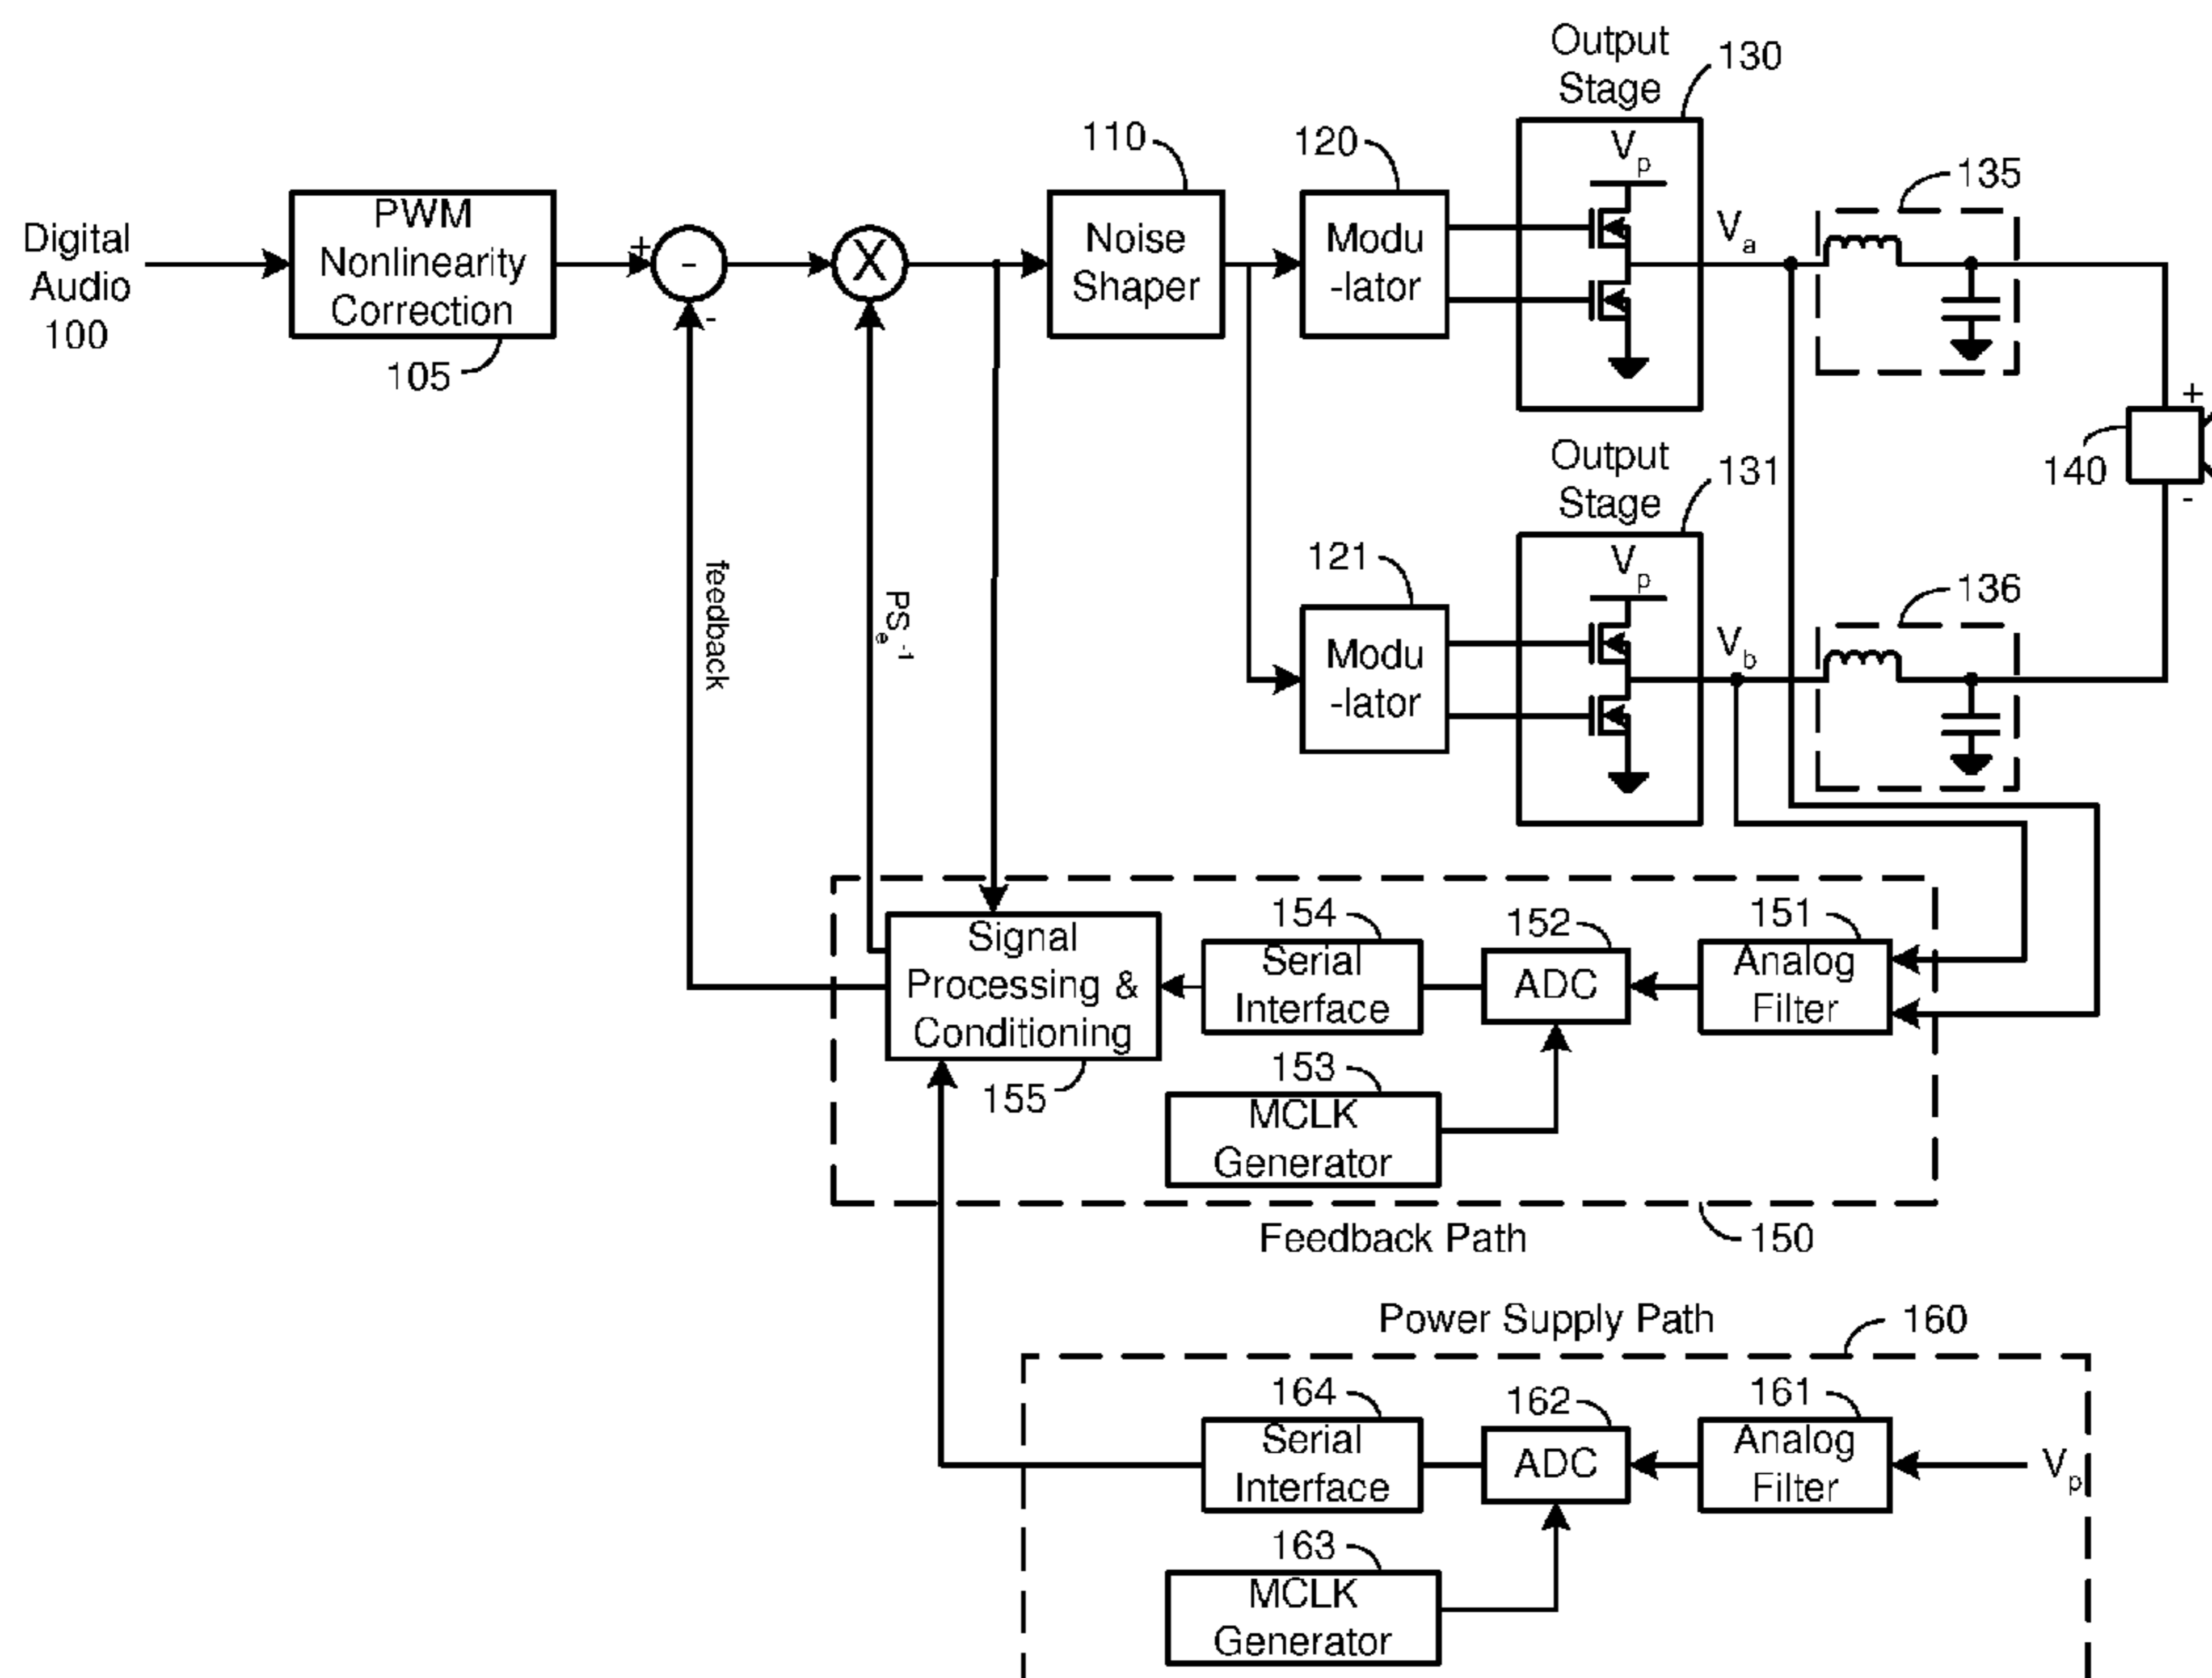 Output
Stage
130
Vp
110
120
135
Digital
Audio
100
PWM
Nonlinearity
Correction
105
+
-
-
X
Noise
Shaper
Modu
-lator
Va
+
140
-
Output
Stage
131
Vp
121
Modu
-lator
Vb
136
feedback
PSe-1
Signal
Processing &
Conditioning
155
154
Serial
Interface
152
ADC
151
Analog
Filter
153
MCLK
Generator
Feedback Path
150
Power Supply Path
160
164
Serial
Interface
162
ADC
161
Analog
Filter
Vp
163
MCLK
Generator